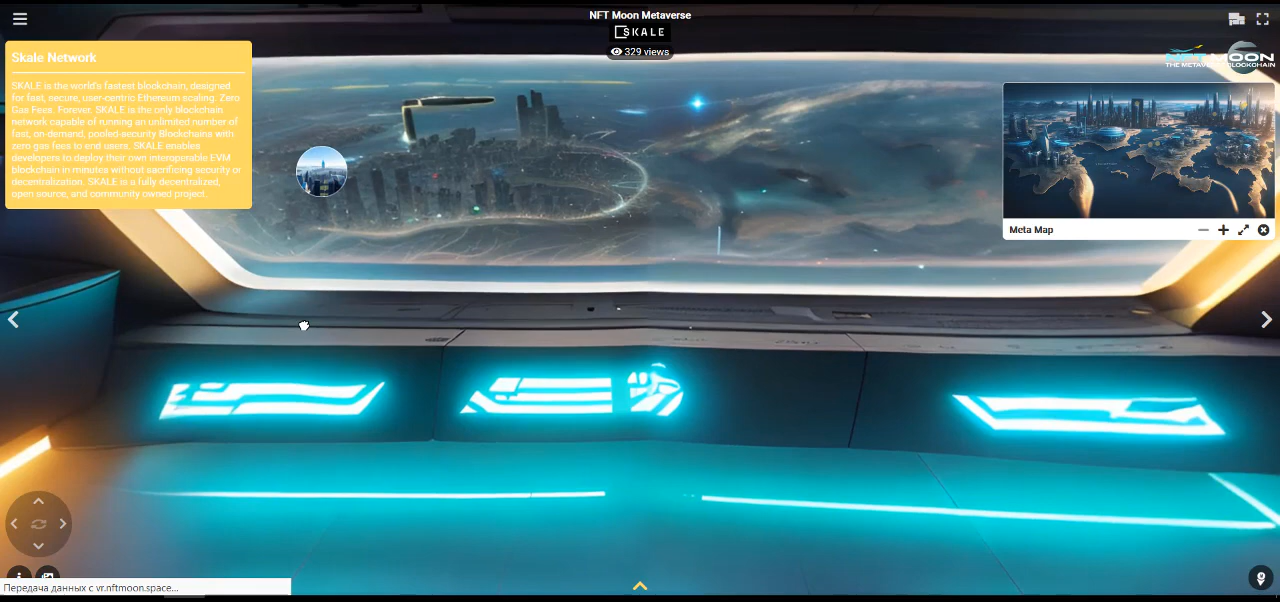 NFT Moon Metaverse
SKALE
329 views
Skale Network
SKALE is the world's fastest blockchain, designed
for fast, secure, user-centric Ethereum scaling. Zero
Gas Fees. Forever. SKALE is the only blockchain
network capable of running an unlimited number of
fast, on-demand, pooled-security Blockchains with
zero gas fees to end users. SKALE enables
developers to deploy their own interoperable EVM
blockchain in minutes without sacrificing security or
decentralization. SKALE is a fully decentralized,
open source, and community owned project.
NFT MOON
THE METAVERSE BLOCKCHAIN
Meta Map
Передача данных с vr.nftmoon.space...